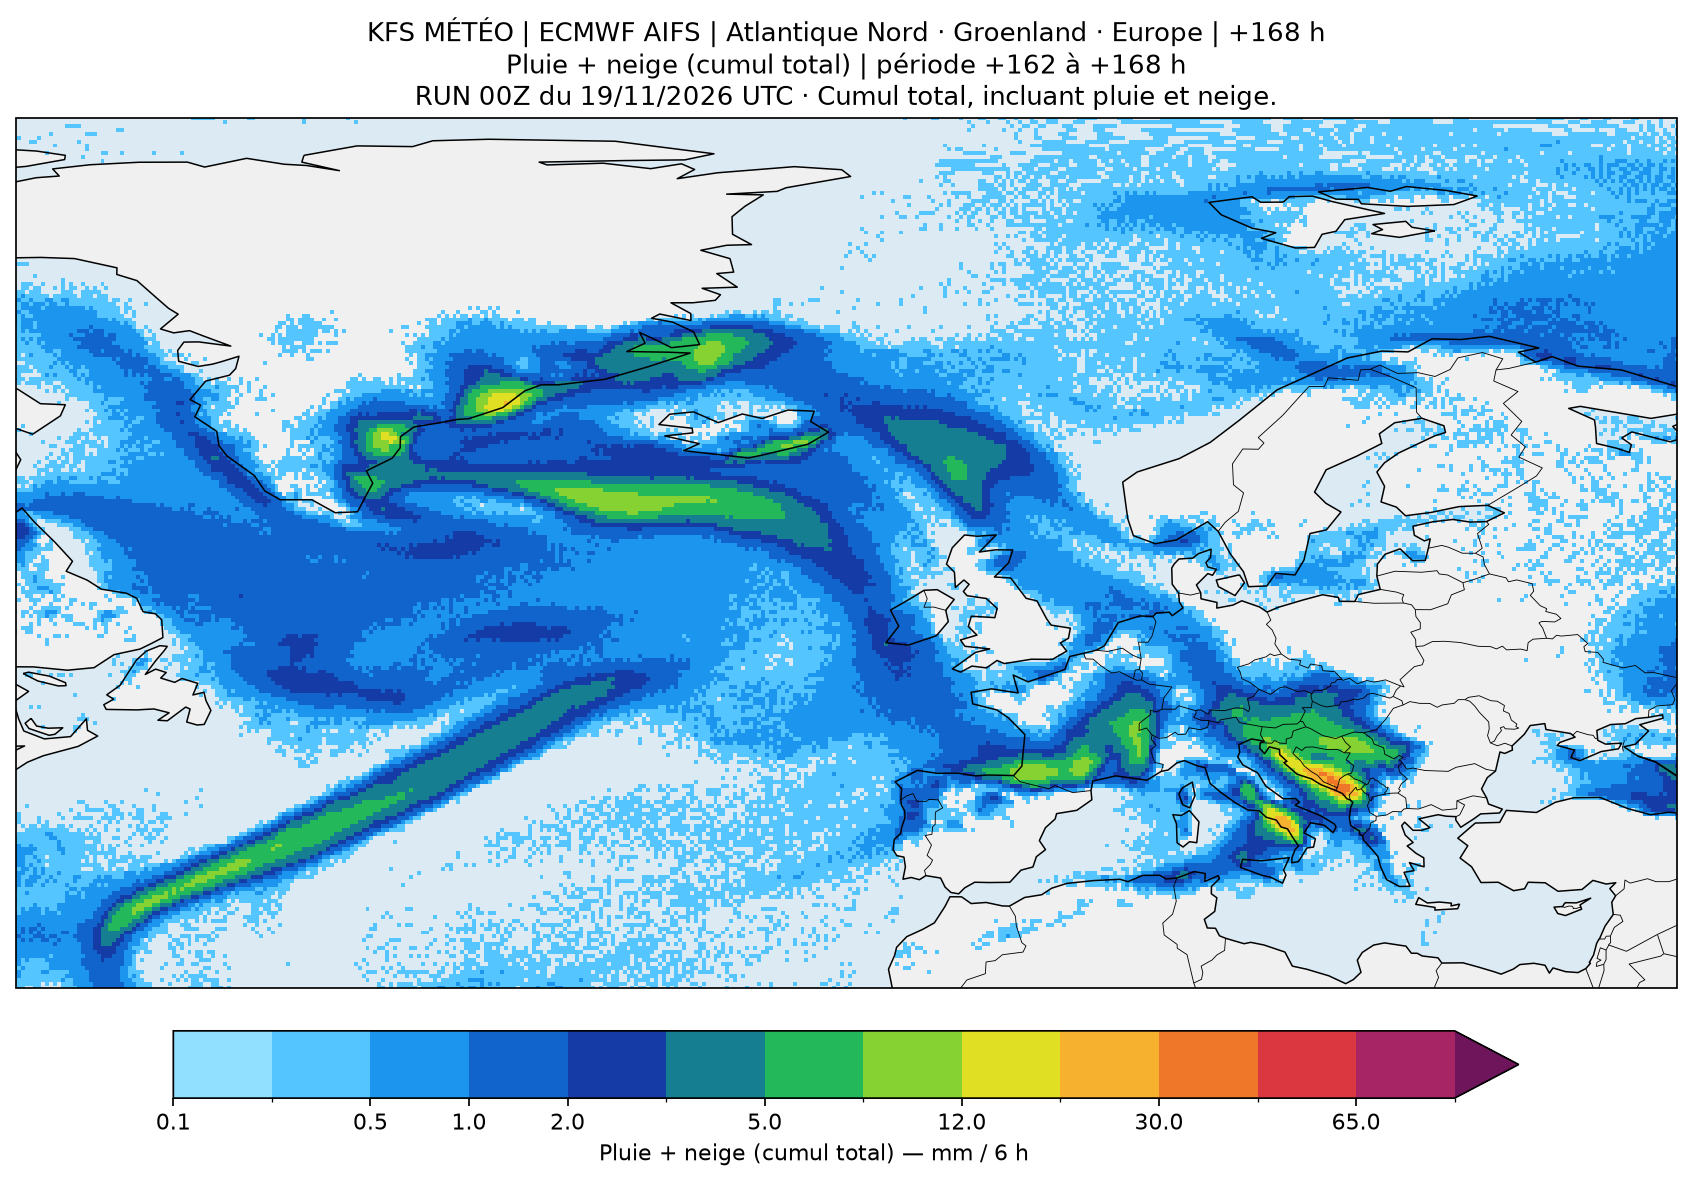 KFS MÉTÉO | ECMWF AIFS | Atlantique Nord · Groenland · Europe | +168 h
Pluie + neige (cumul total) | période +162 à +168 h
RUN 00Z du 19/11/2026 UTC · Cumul total, incluant pluie et neige.
0.1 0.5 1.0 2.0 5.0 12.0 30.0 65.0
Pluie + neige (cumul total) — mm / 6 h